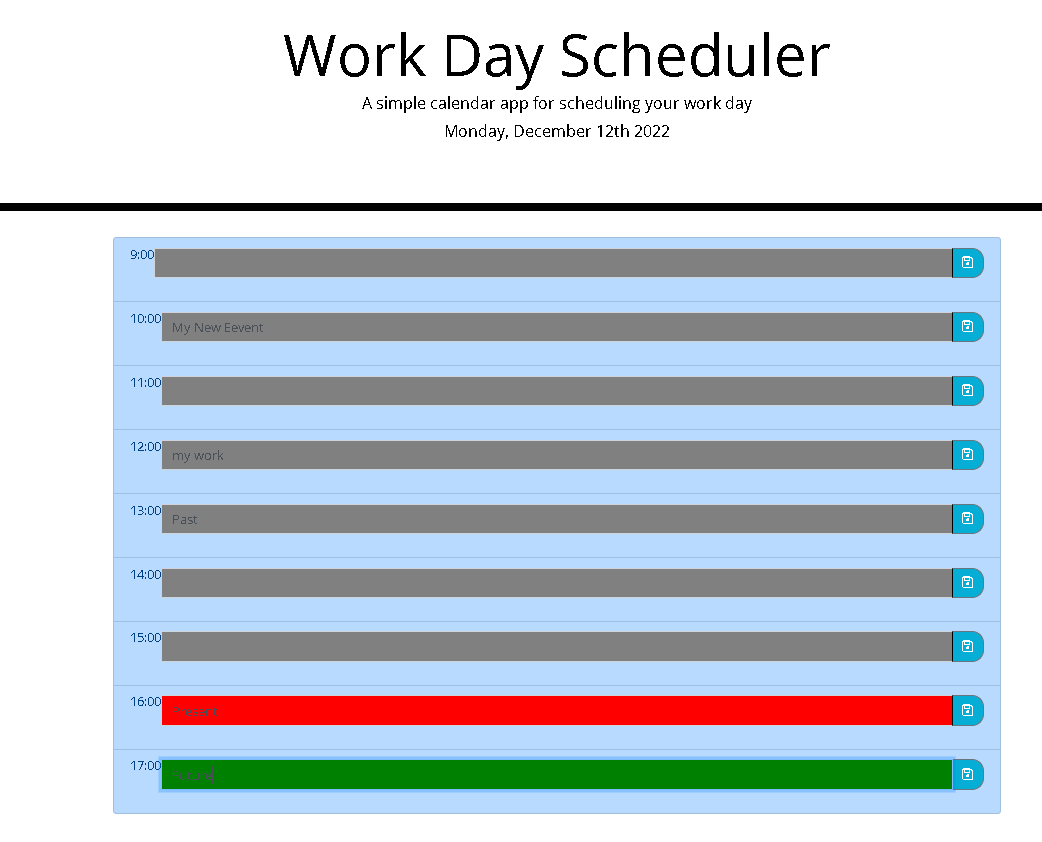 Work Day Scheduler
A simple calendar app for scheduling your work day
Monday, December 12th 2022
9:00
10:00 My New Eevent
11:00
12:00 my work
13:00 Past
14:00
15:00
16:00
17:00